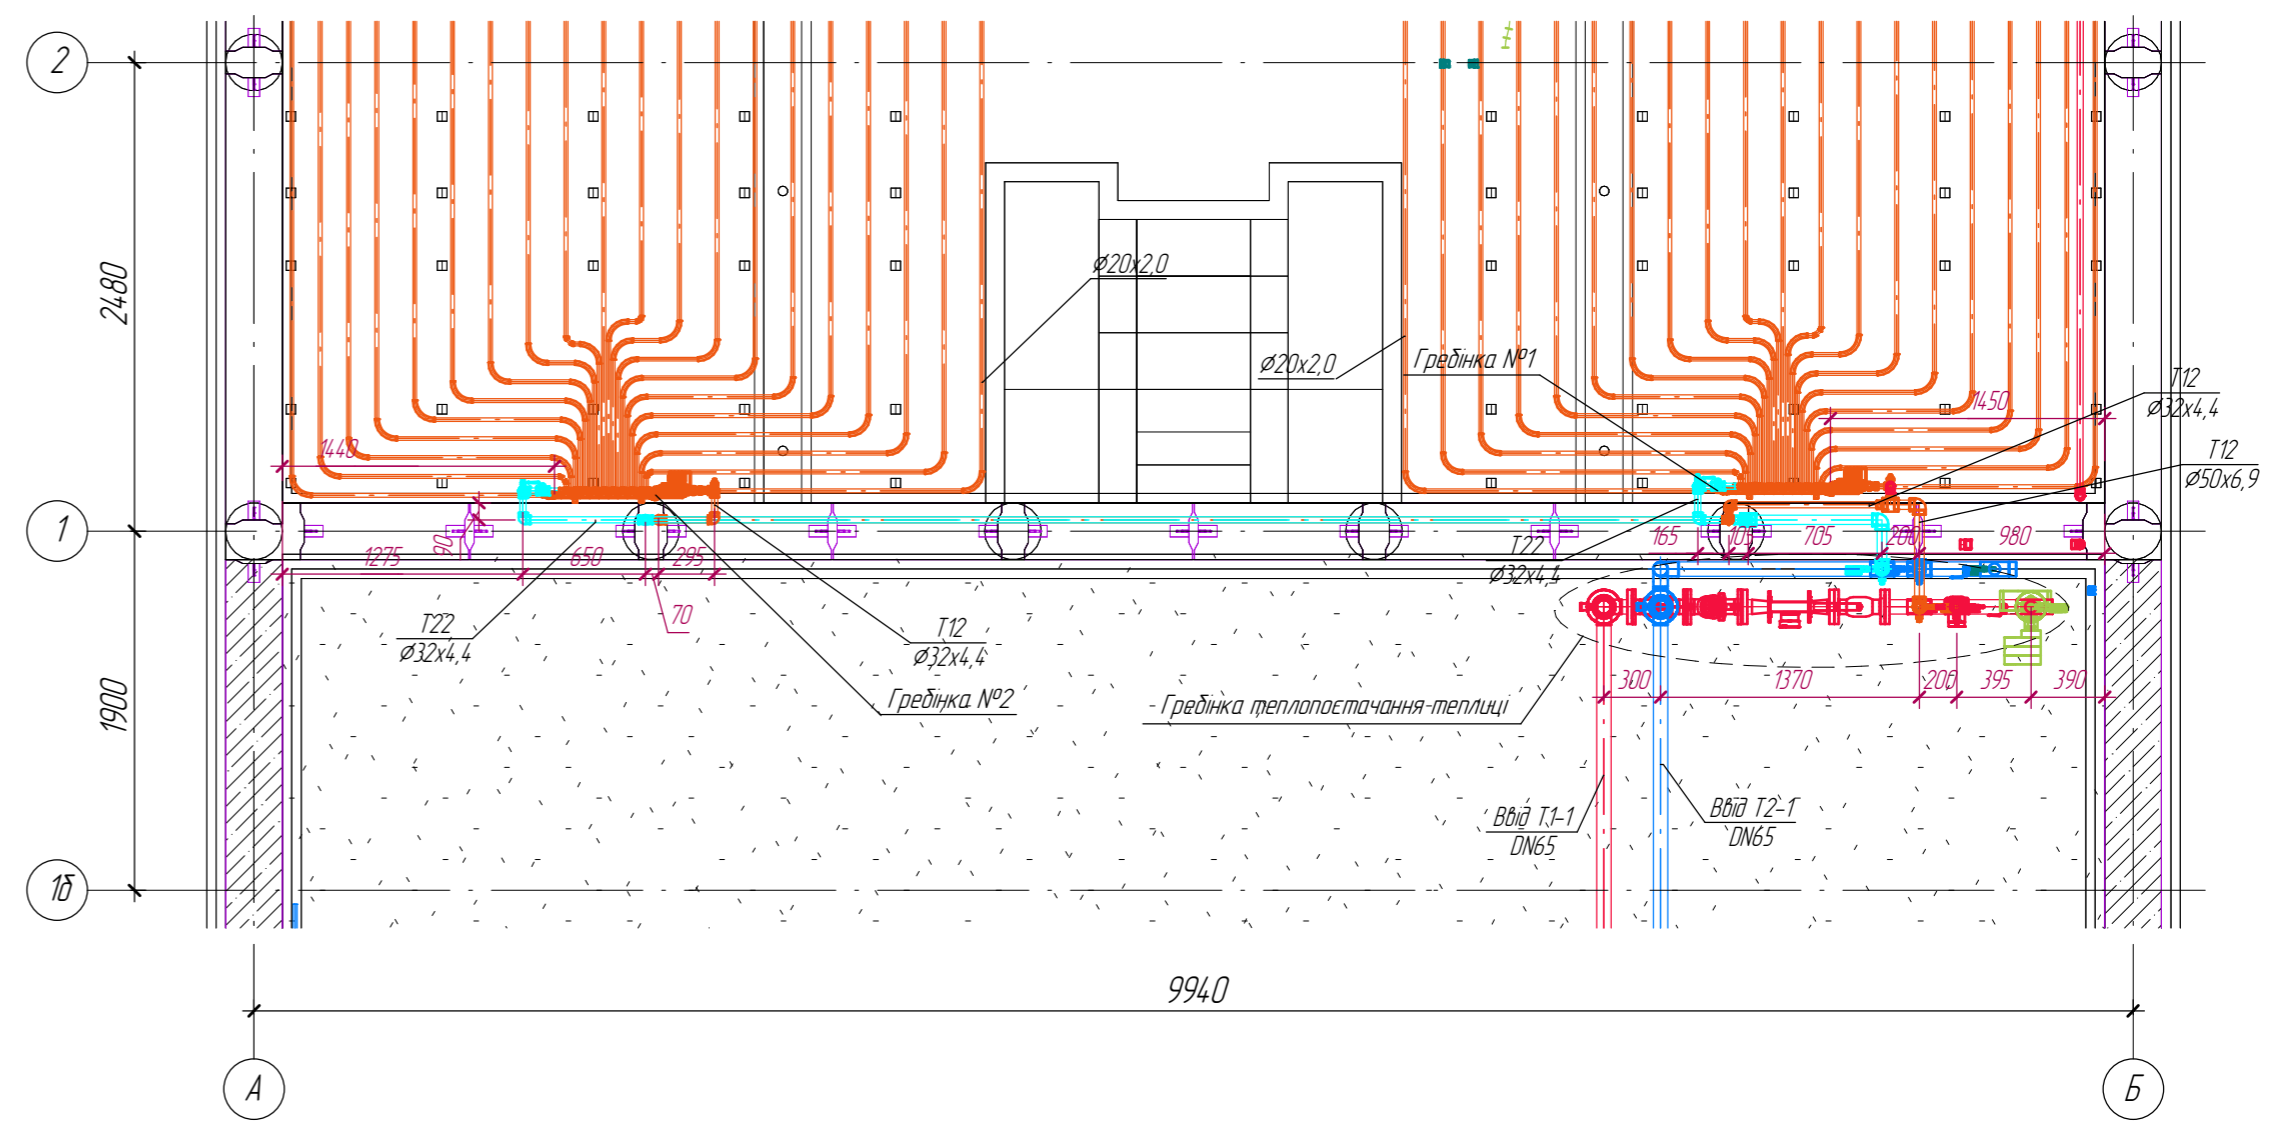 2
2480
Ø20x2,0
Ø20x2,0
Гребінка №1
T12
Ø32x4,4
1450
T12
Ø50x6,9
1440
1
90
1275
650
295
70
165
105
705
200
980
T22
Ø32x4,4
T22
Ø32x4,4
T12
Ø32x4,4
Гребінка №2
Гребінка теплопостачання теплиці
300
1370
200
395
390
1900
Ввід T1-1
DN65
Ввід T2-1
DN65
1б
9940
А
Б